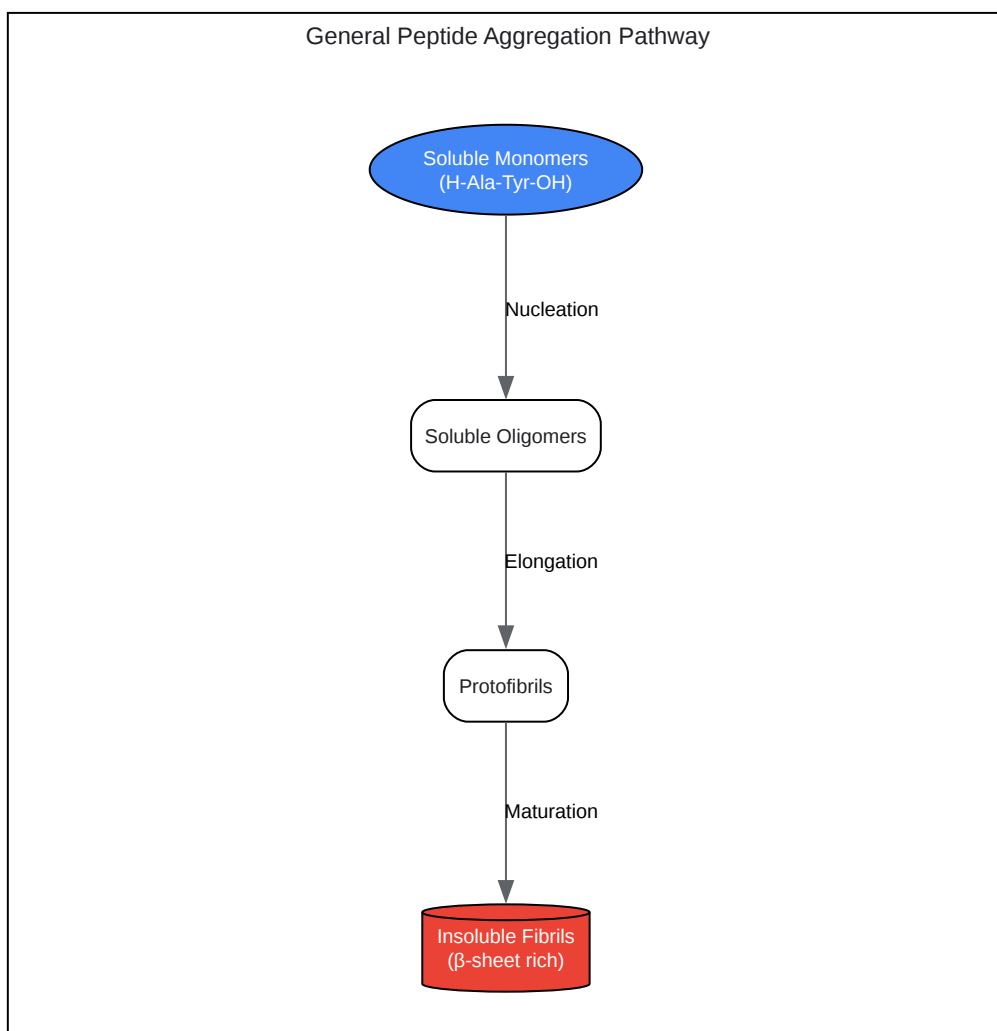 General Peptide Aggregation Pathway
Soluble Monomers
(H-Ala-Tyr-OH)
Nucleation
Soluble Oligomers
Elongation
Protofibrils
Maturation
Insoluble Fibrils
(β-sheet rich)